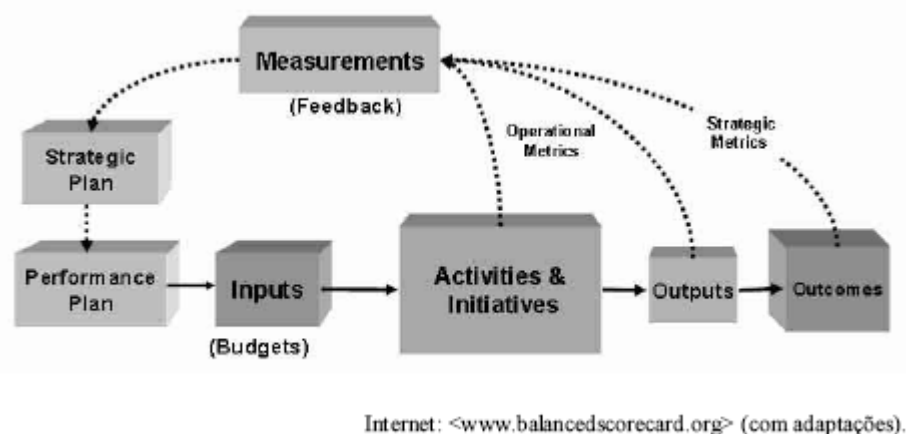 Measurements
(Feedback)
Operational
Metrics
Strategic
Metrics
Strategic
Plan
Performance
Plan
Inputs
(Budgets)
Activities &
Initiatives
Outputs
Outcomes
Internet: <www.balancedscorecard.org> (com adaptações).